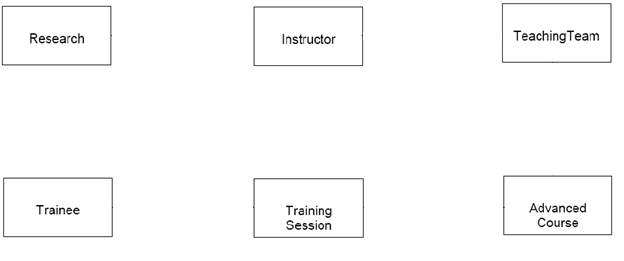 Research
Instructor
TeachingTeam
Trainee
Training
Session
Advanced
Course